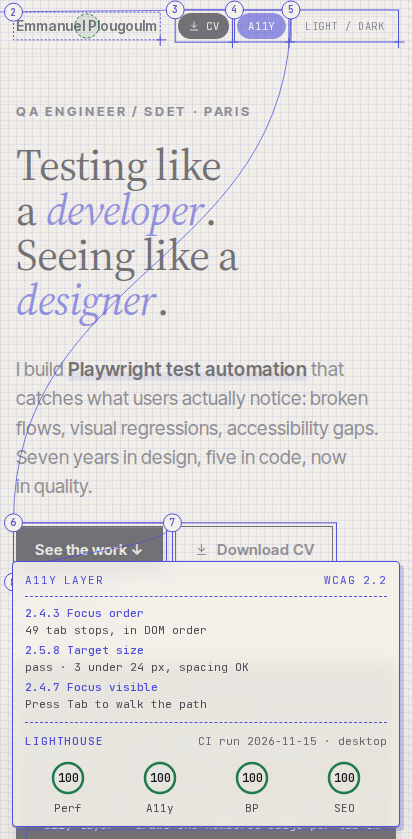 2
Emmanuel Plougoulm
3
CV
4
A11Y
5
LIGHT / DARK
QA ENGINEER / SDET · PARIS
Testing like
a developer.
Seeing like a
designer.
I build Playwright test automation that
catches what users actually notice: broken
flows, visual regressions, accessibility gaps.
Seven years in design, five in code, now
in quality.
6
7
See the work ↓
Download CV
A11Y LAYER
WCAG 2.2
2.4.3 Focus order
49 tab stops, in DOM order
2.5.8 Target size
pass · 3 under 24 px, spacing OK
2.4.7 Focus visible
Press Tab to walk the path
LIGHTHOUSE
CI run 2026-11-15 · desktop
100
100
100
100
Perf
A11y
BP
SEO